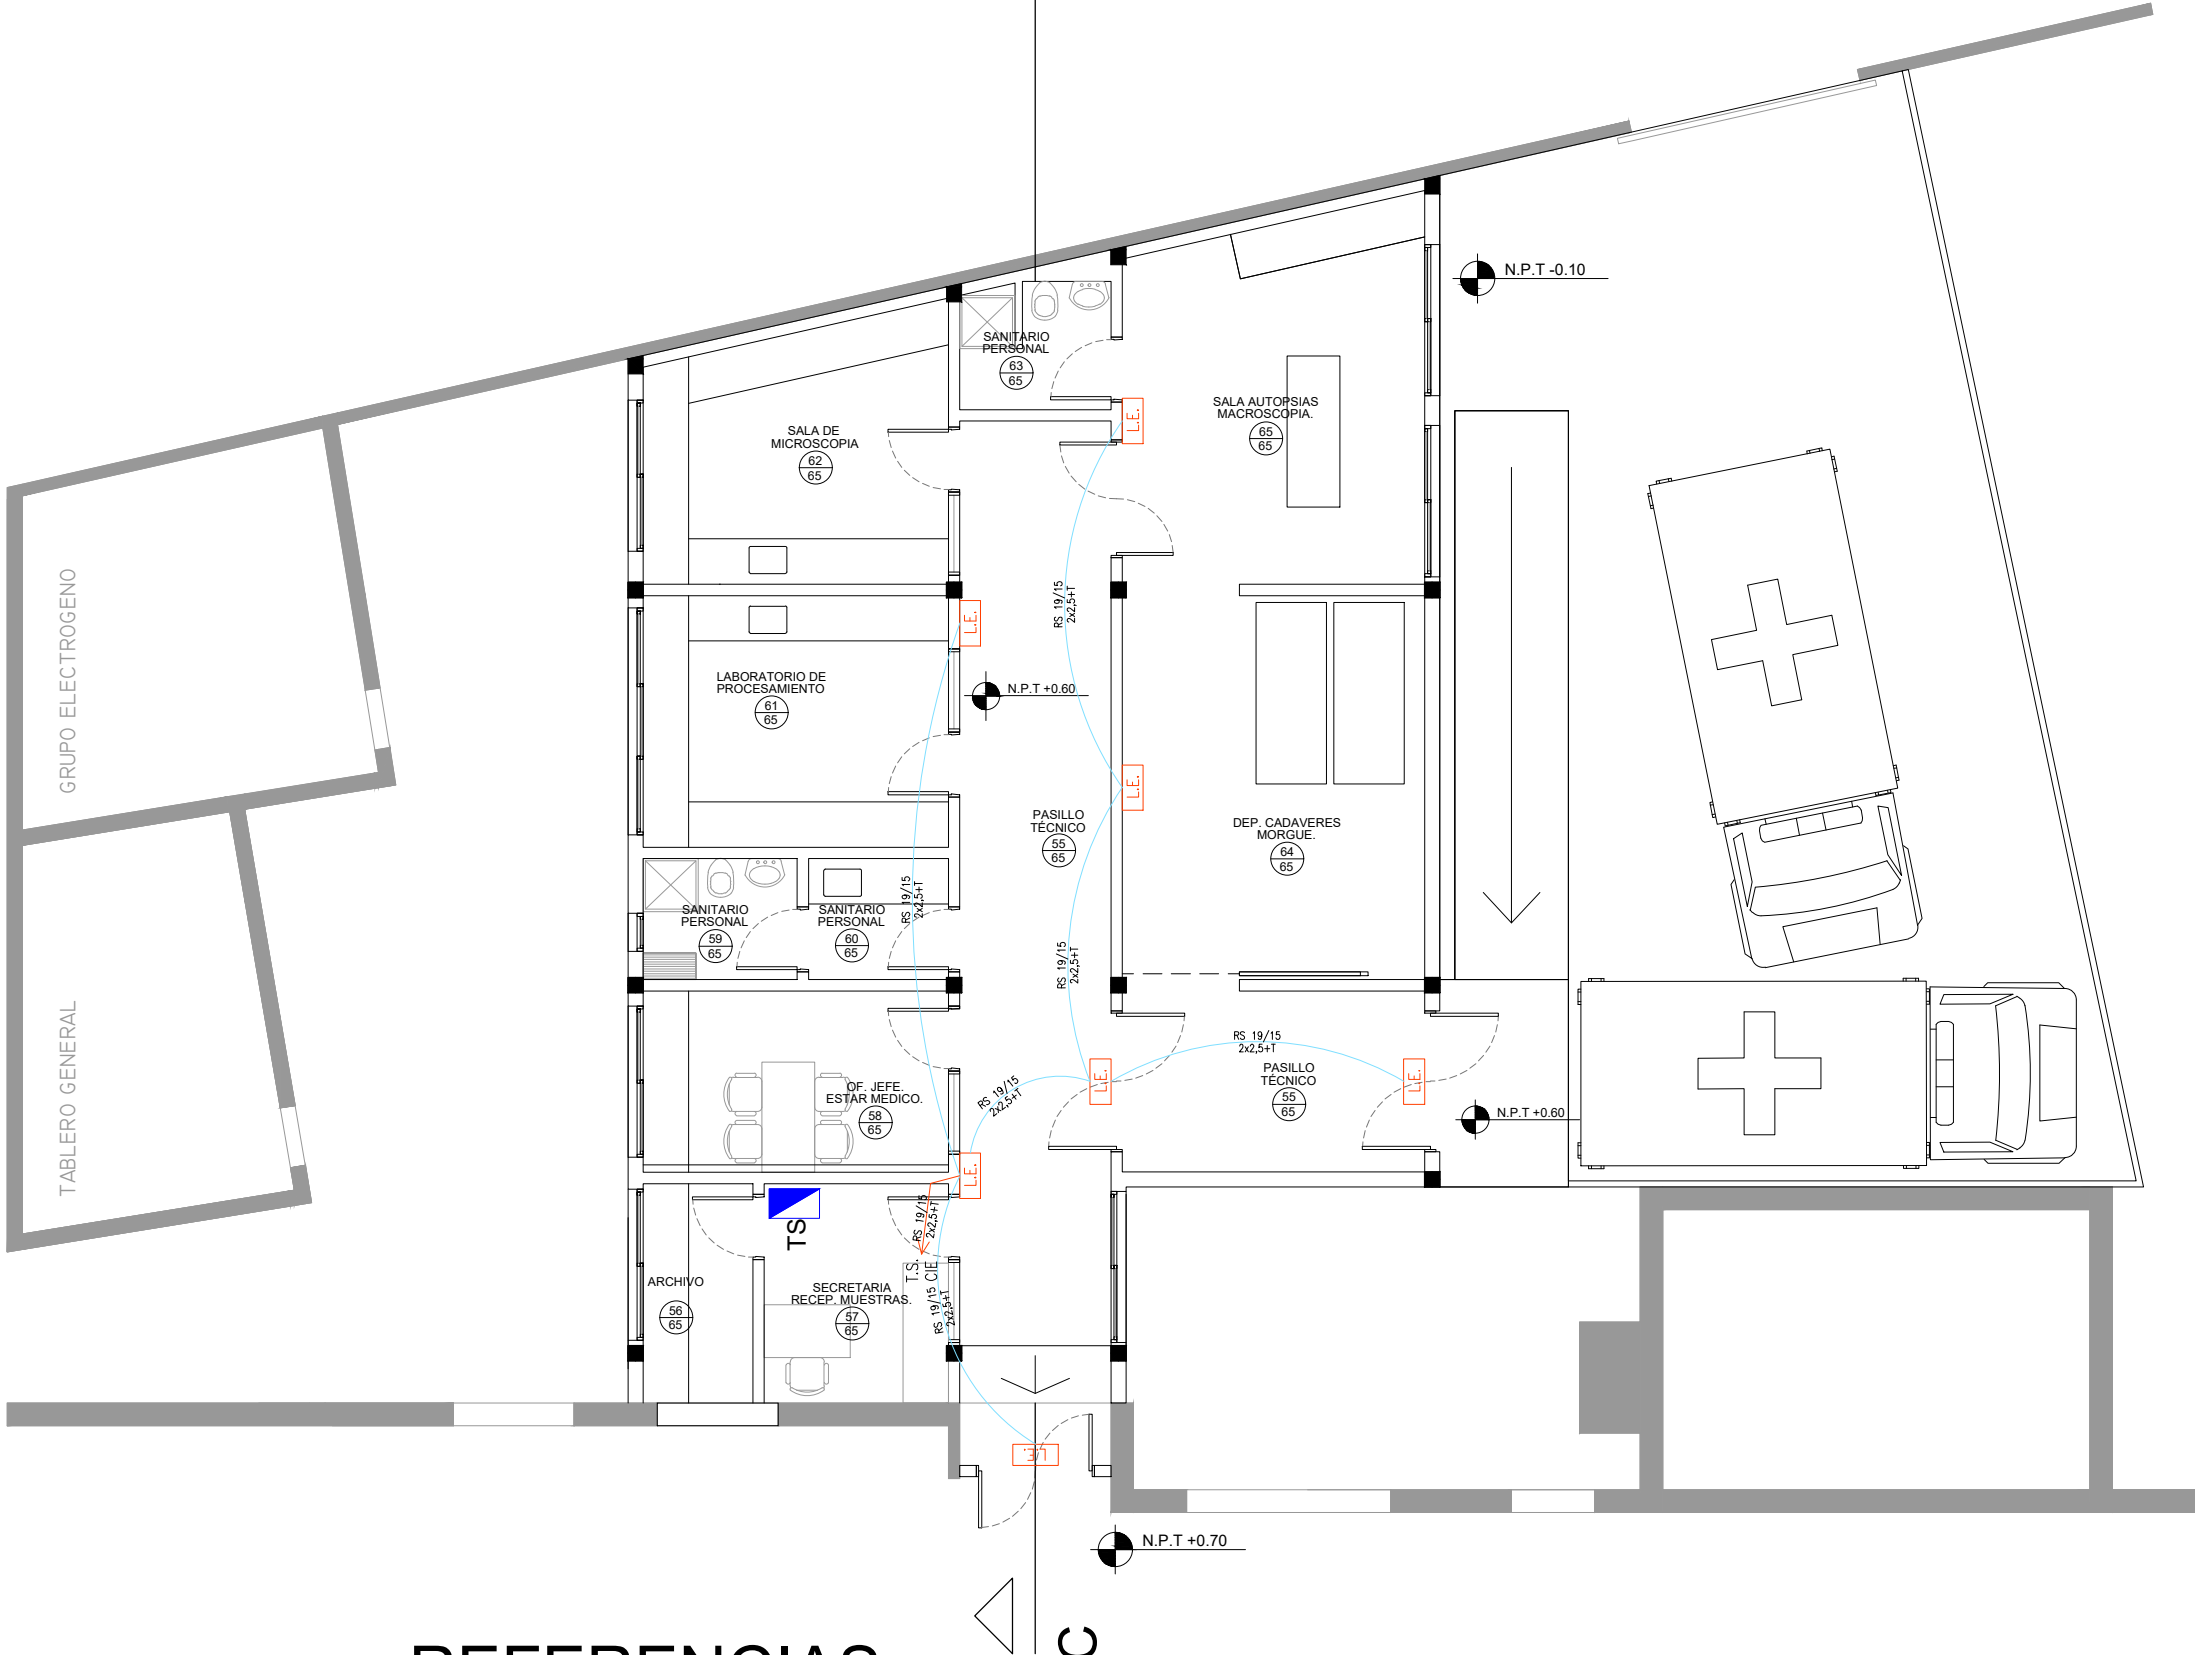 N.P.T -0.10
SANITARIO
PERSONAL
63
65
L.E.
SALA AUTOPSIAS
MACROSCOPIA.
65
65
SALA DE
MICROSCOPIA
62
65
GRUPO ELECTROGENO
RS 19/15
2x2,5+T
L.E.
LABORATORIO DE
PROCESAMIENTO
61
65
N.P.T +0.60
L.E.
PASILLO
TÉCNICO
55
65
DEP. CADAVERES
MORGUE.
64
65
SANITARIO
PERSONAL
59
65
SANITARIO
PERSONAL
60
65
RS 19/15
2x2,5+T
RS 19/15
2x2,5+T
TABLERO GENERAL
RS 19/15
2x2,5+T
L.E.
L.E.
PASILLO
TÉCNICO
55
65
OF. JEFE.
ESTAR MEDICO.
58
65
RS 19/15
2x2,5+T
N.P.T +0.60
L.E.
TS
RS 19/15
2x2,5+T
T.S.
CIE
ARCHIVO
56
65
SECRETARIA
RECEP. MUESTRAS.
57
65
RS 19/15
2x2,5+T
L.E.
N.P.T +0.70
REFERENCIAS
C